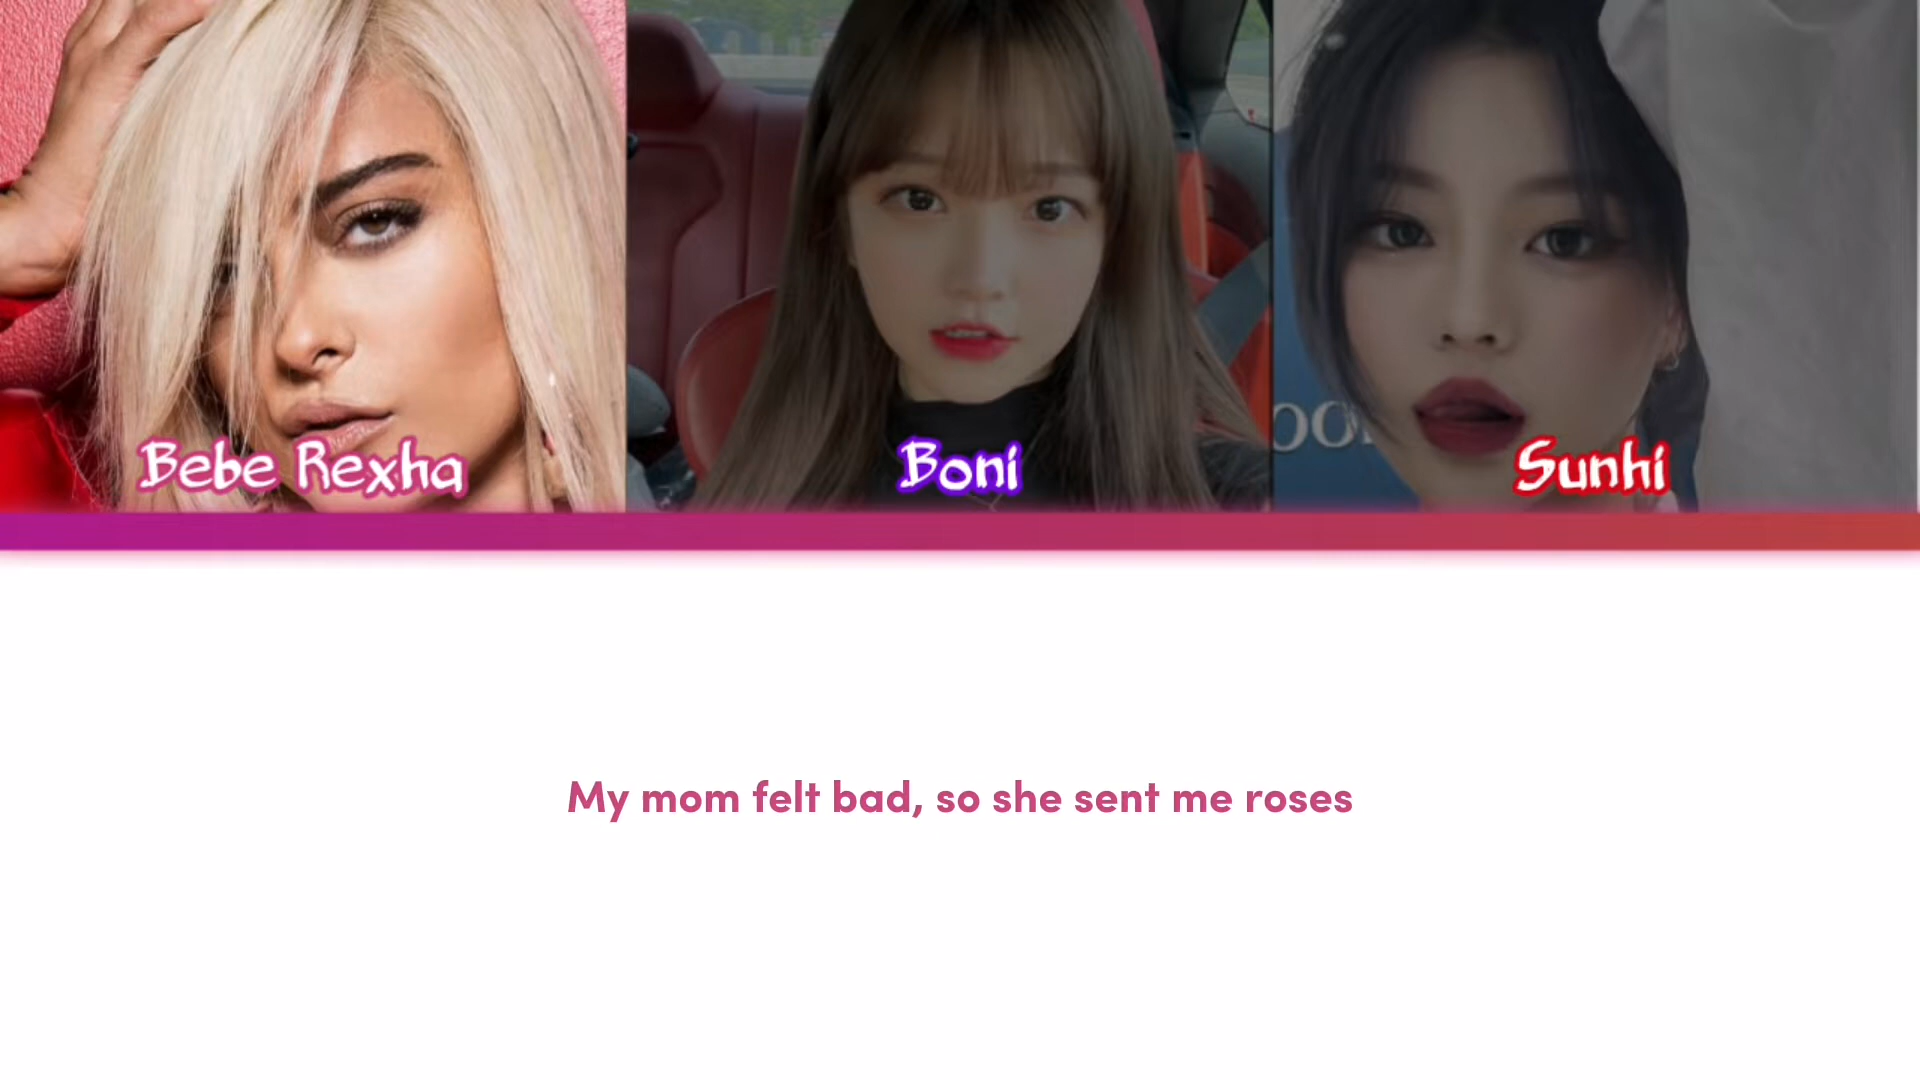 Bebe Rexha
Boni
Sunhi
My mom felt bad, so she sent me roses